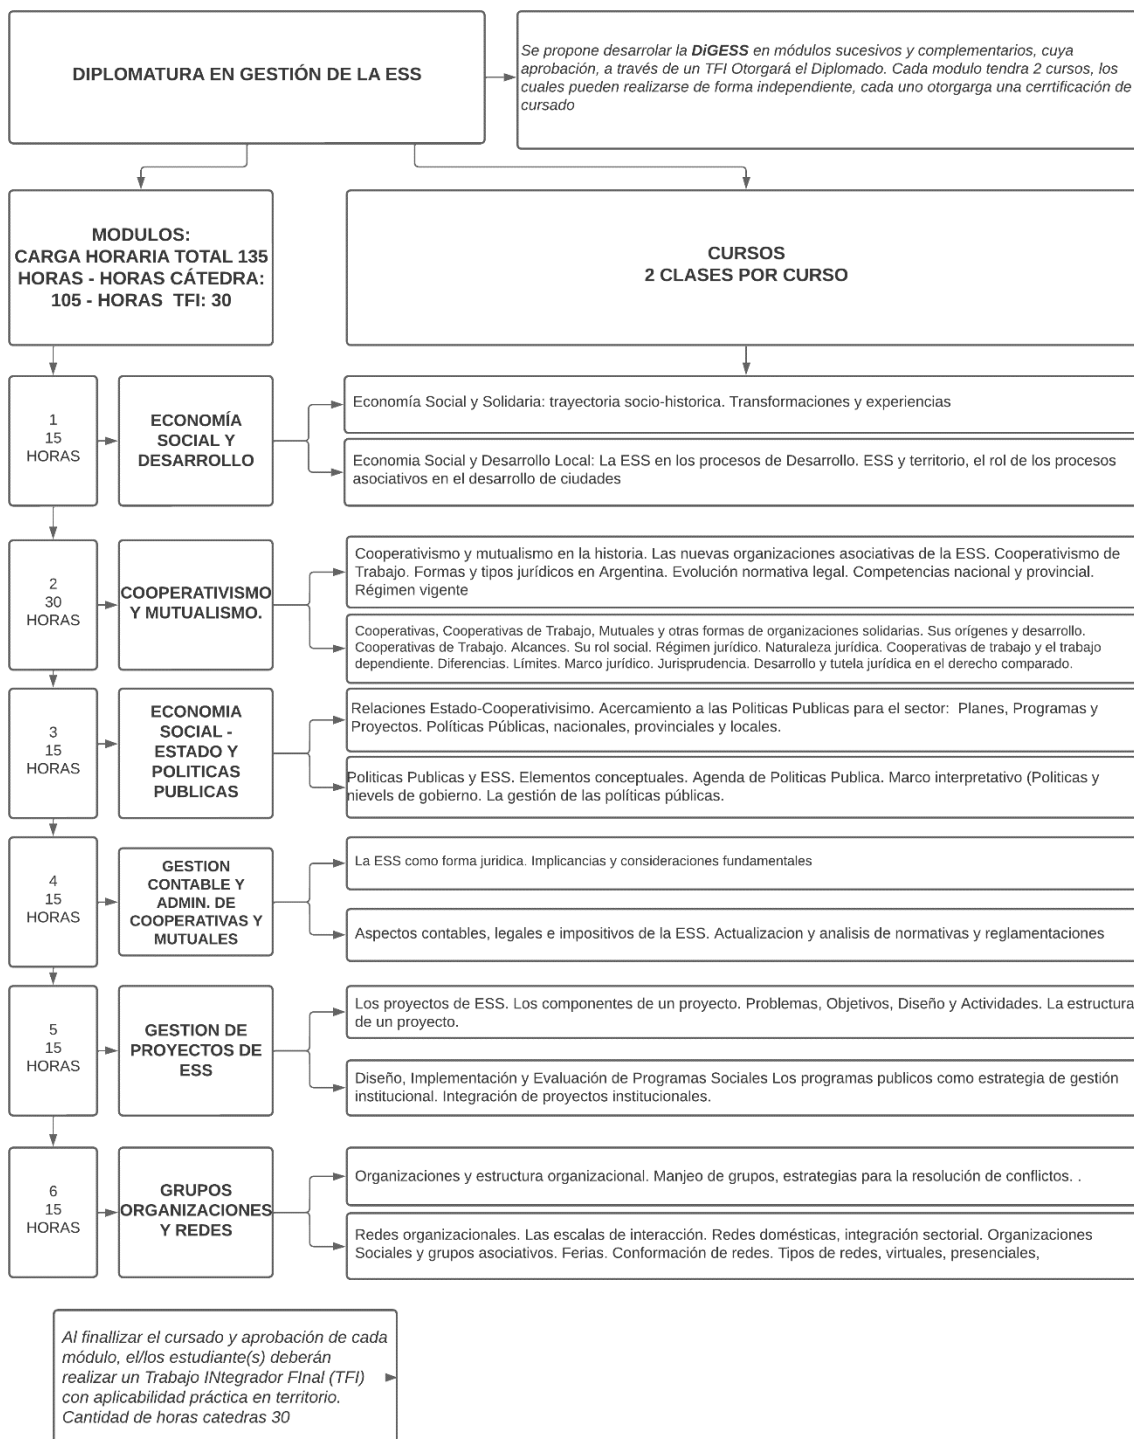 DIPLOMATURA EN GESTIÓN DE LA ESS
Se propone desarrolar la DiGESS en módulos sucesivos y complementarios, cuya
aprobación, a través de un TFI Otorgará el Diplomado. Cada modulo tendra 2 cursos, los
cuales pueden realizarse de forma independiente, cada uno otorgarga una cerrtificación de
cursado
MODULOS:
CARGA HORARIA TOTAL 135
HORAS - HORAS CÁTEDRA:
105 - HORAS TFI: 30
CURSOS
2 CLASES POR CURSO
1
15
HORAS
ECONOMÍA
SOCIAL Y
DESARROLLO
Economía Social y Solidaria: trayectoria socio-historica. Transformaciones y experiencias
Economia Social y Desarrollo Local: La ESS en los procesos de Desarrollo. ESS y territorio, el rol de los procesos
asociativos en el desarrollo de ciudades
2
30
HORAS
COOPERATIVISMO
Y MUTUALISMO.
Cooperativismo y mutualismo en la historia. Las nuevas organizaciones asociativas de la ESS. Cooperativismo de
Trabajo. Formas y tipos jurídicos en Argentina. Evolución normativa legal. Competencias nacional y provincial.
Régimen vigente
Cooperativas, Cooperativas de Trabajo, Mutuales y otras formas de organizaciones solidarias. Sus orígenes y desarrollo.
Cooperativas de Trabajo. Alcances. Su rol social. Régimen jurídico. Naturaleza jurídica. Cooperativas de trabajo y el trabajo
dependiente. Diferencias. Límites. Marco jurídico. Jurisprudencia. Desarrollo y tutela jurídica en el derecho comparado.
3
15
HORAS
ECONOMIA
SOCIAL -
ESTADO Y
POLITICAS
PUBLICAS
Relaciones Estado-Cooperativisimo. Acercamiento a las Politicas Publicas para el sector: Planes, Programas y
Proyectos. Políticas Públicas, nacionales, provinciales y locales.
Politicas Publicas y ESS. Elementos conceptuales. Agenda de Politicas Publica. Marco interpretativo (Politicas y
nievels de gobierno. La gestión de las políticas públicas.
4
15
HORAS
GESTION
CONTABLE Y
ADMIN. DE
COOPERATIVAS Y
MUTUALES
La ESS como forma juridica. Implicancias y consideraciones fundamentales
Aspectos contables, legales e impositivos de la ESS. Actualizacion y analisis de normativas y reglamentaciones
5
15
HORAS
GESTION DE
PROYECTOS DE
ESS
Los proyectos de ESS. Los componentes de un proyecto. Problemas, Objetivos, Diseño y Actividades. La estructura
de un proyecto.
Diseño, Implementación y Evaluación de Programas Sociales Los programas publicos como estrategia de gestión
institucional. Integración de proyectos institucionales.
6
15
HORAS
GRUPOS
ORGANIZACIONES
Y REDES
Organizaciones y estructura organizacional. Manjeo de grupos, estrategias para la resolución de conflictos. .
Redes organizacionales. Las escalas de interacción. Redes domésticas, integración sectorial. Organizaciones
Sociales y grupos asociativos. Ferias. Conformación de redes. Tipos de redes, virtuales, presenciales,
Al finallizar el cursado y aprobación de cada
módulo, el/los estudiante(s) deberán
realizar un Trabajo INtegrador FInal (TFI)
con aplicabilidad práctica en territorio.
Cantidad de horas catedras 30